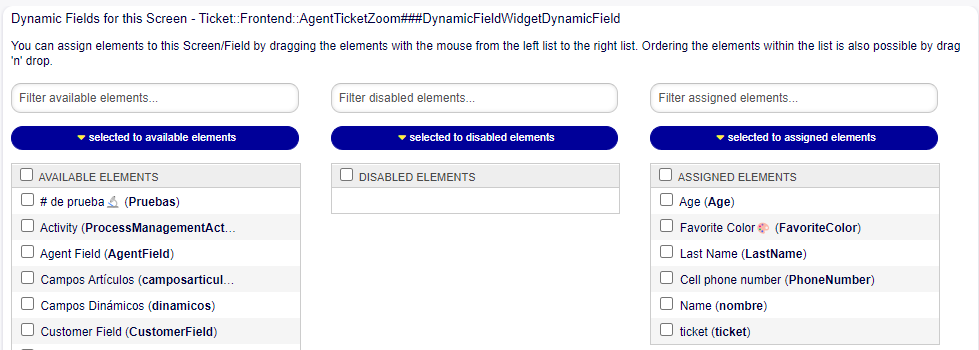 Dynamic Fields for this Screen - Ticket::Frontend::AgentTicketZoom###DynamicFieldWidgetDynamicField
You can assign elements to this Screen/Field by dragging the elements with the mouse from the left list to the right list. Ordering the elements within the list is also possible by drag
'n' drop.
Filter available elements...
Filter disabled elements...
Filter assigned elements...
selected to available elements
selected to disabled elements
selected to assigned elements
AVAILABLE ELEMENTS
# de prueba🔬 (Pruebas)
Activity (ProcessManagementAct…
Agent Field (AgentField)
Campos Artículos (camposarticul…
Campos Dinámicos (dinamicos)
Customer Field (CustomerField)
DISABLED ELEMENTS
ASSIGNED ELEMENTS
Age (Age)
Favorite Color🎨 (FavoriteColor)
Last Name (LastName)
Cell phone number (PhoneNumber)
Name (nombre)
ticket (ticket)